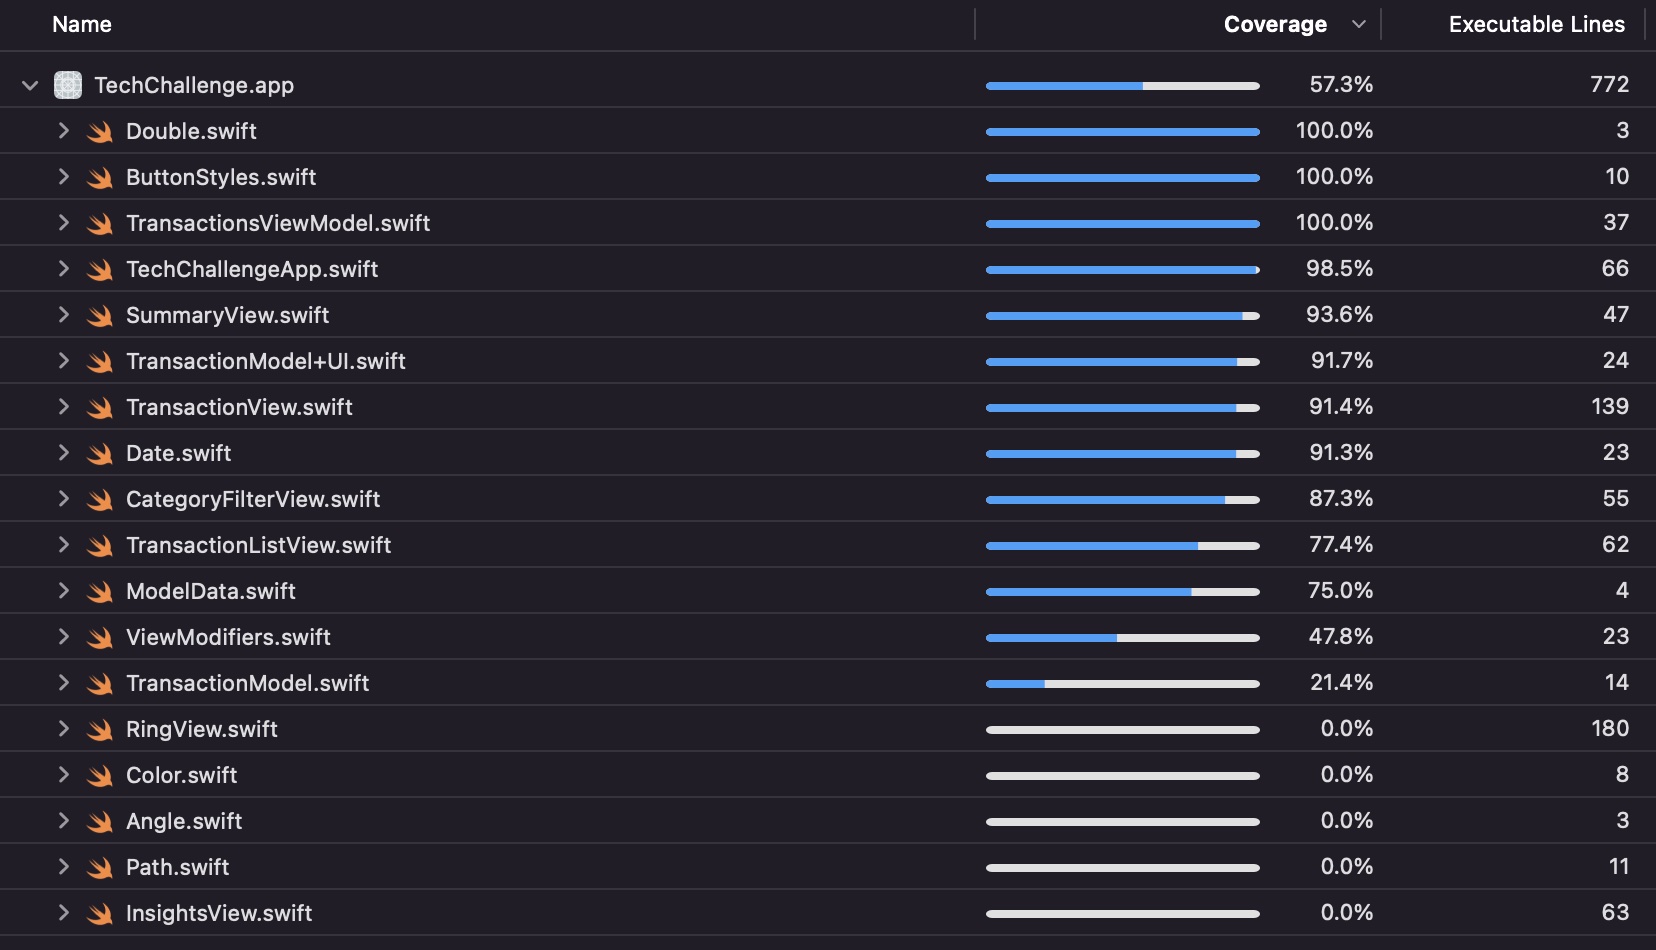 Name Coverage Executable Lines
TechChallenge.app 57.3% 772
Double.swift 100.0% 3
ButtonStyles.swift 100.0% 10
TransactionsViewModel.swift 100.0% 37
TechChallengeApp.swift 98.5% 66
SummaryView.swift 93.6% 47
TransactionModel+UI.swift 91.7% 24
TransactionView.swift 91.4% 139
Date.swift 91.3% 23
CategoryFilterView.swift 87.3% 55
TransactionListView.swift 77.4% 62
ModelData.swift 75.0% 4
ViewModifiers.swift 47.8% 23
TransactionModel.swift 21.4% 14
RingView.swift 0.0% 180
Color.swift 0.0% 8
Angle.swift 0.0% 3
Path.swift 0.0% 11
InsightsView.swift 0.0% 63